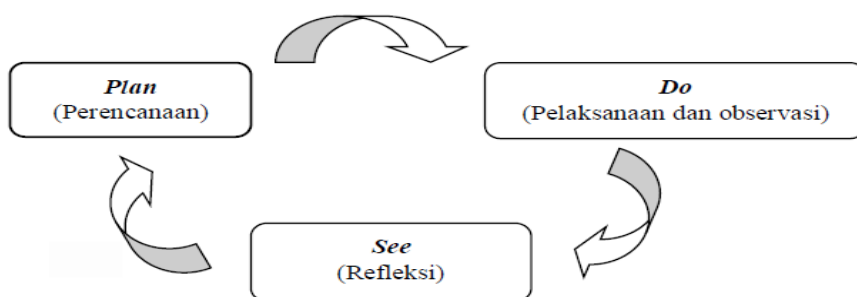 Plan
(Perencanaan)
Do
(Pelaksanaan dan observasi)
See
(Refleksi)